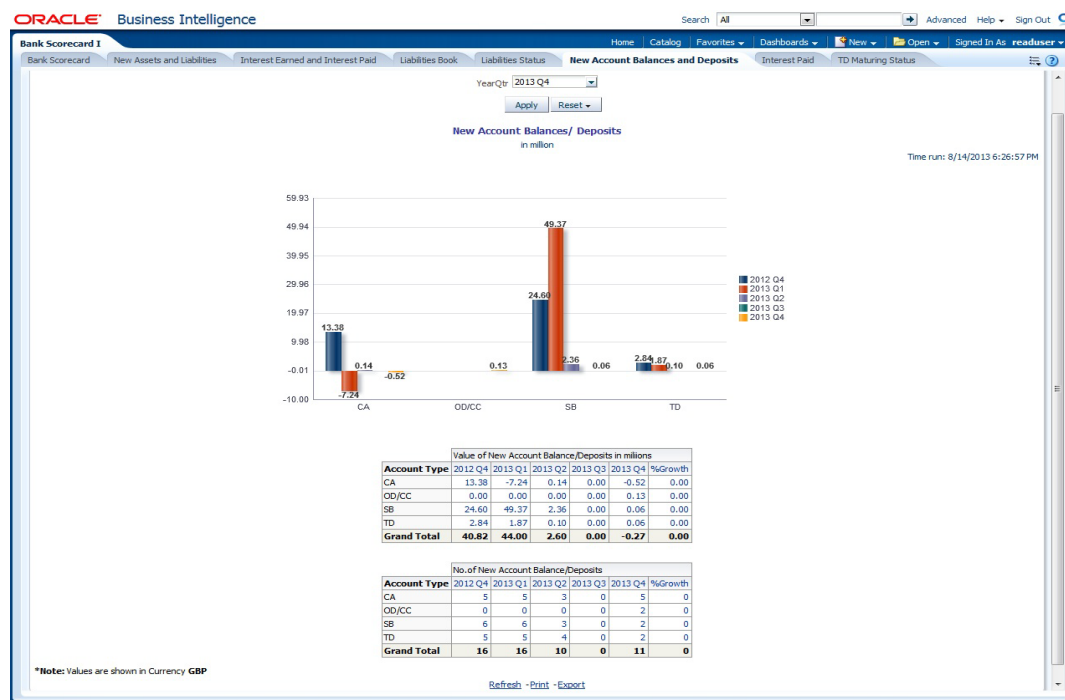 ORACLE Business Intelligence
Search All Advanced Help Sign Out
Bank Scorecard I
Home Catalog Favorites Dashboards New Open Signed In As readuser
Bank Scorecard New Assets and Liabilities Interest Earned and Interest Paid Liabilities Book Liabilities Status New Account Balances and Deposits Interest Paid TD Maturing Status
YearQtr 2013 Q4
Apply Reset
New Account Balances/ Deposits
in million
Time run: 8/14/2013 6:26:57 PM
59.93
49.94
39.95
29.96
19.97
9.98
-0.01
-10.00
13.38
-7.24
0.14
-0.52
0.13
24.60
49.37
2.36
0.06
2.84
1.87
0.10
0.06
CA OD/CC SB TD
2012 Q4
2013 Q1
2013 Q2
2013 Q3
2013 Q4
Value of New Account Balance/Deposits in milions
Account Type 2012 Q4 2013 Q1 2013 Q2 2013 Q3 2013 Q4 %Growth
CA 13.38 -7.24 0.14 0.00 -0.52 0.00
OD/CC 0.00 0.00 0.00 0.00 0.13 0.00
SB 24.60 49.37 2.36 0.00 0.06 0.00
TD 2.84 1.87 0.10 0.00 0.06 0.00
Grand Total 40.82 44.00 2.60 0.00 -0.27 0.00
No.of New Account Balance/Deposits
Account Type 2012 Q4 2013 Q1 2013 Q2 2013 Q3 2013 Q4 %Growth
CA 5 5 3 0 5 0
OD/CC 0 0 0 0 2 0
SB 6 6 3 0 2 0
TD 5 5 4 0 2 0
Grand Total 16 16 10 0 11 0
*Note: Values are shown in Currency GBP
Refresh - Print - Export